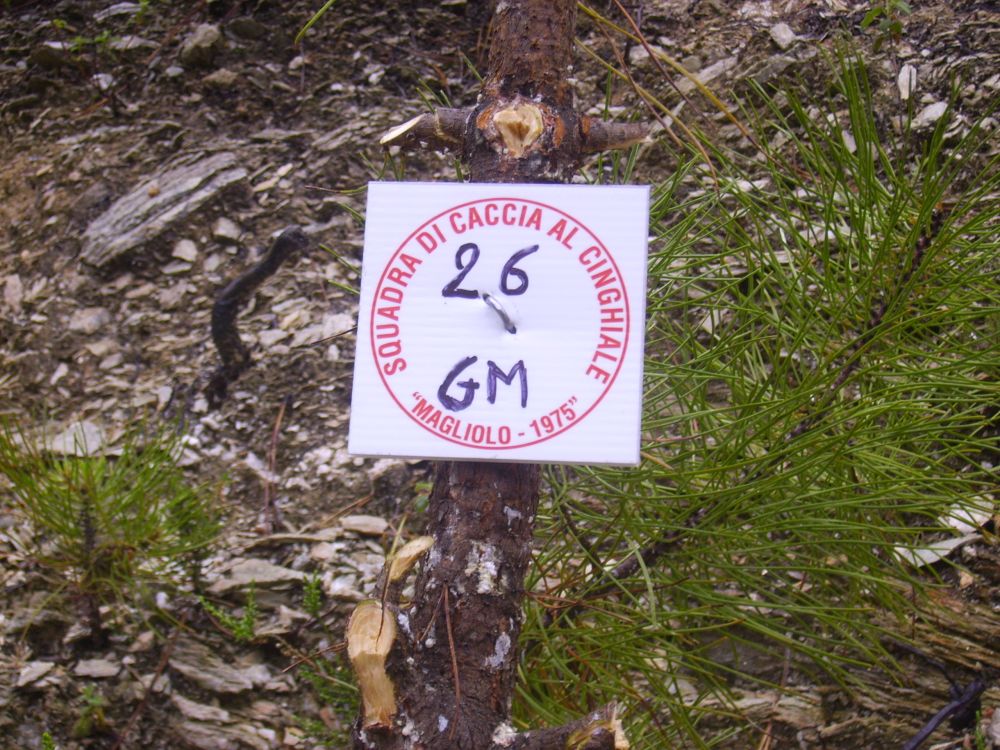 SQUADRA DI CACCIA AL CINGHIALE
26
GM
"MAGLIOLO - 1975"